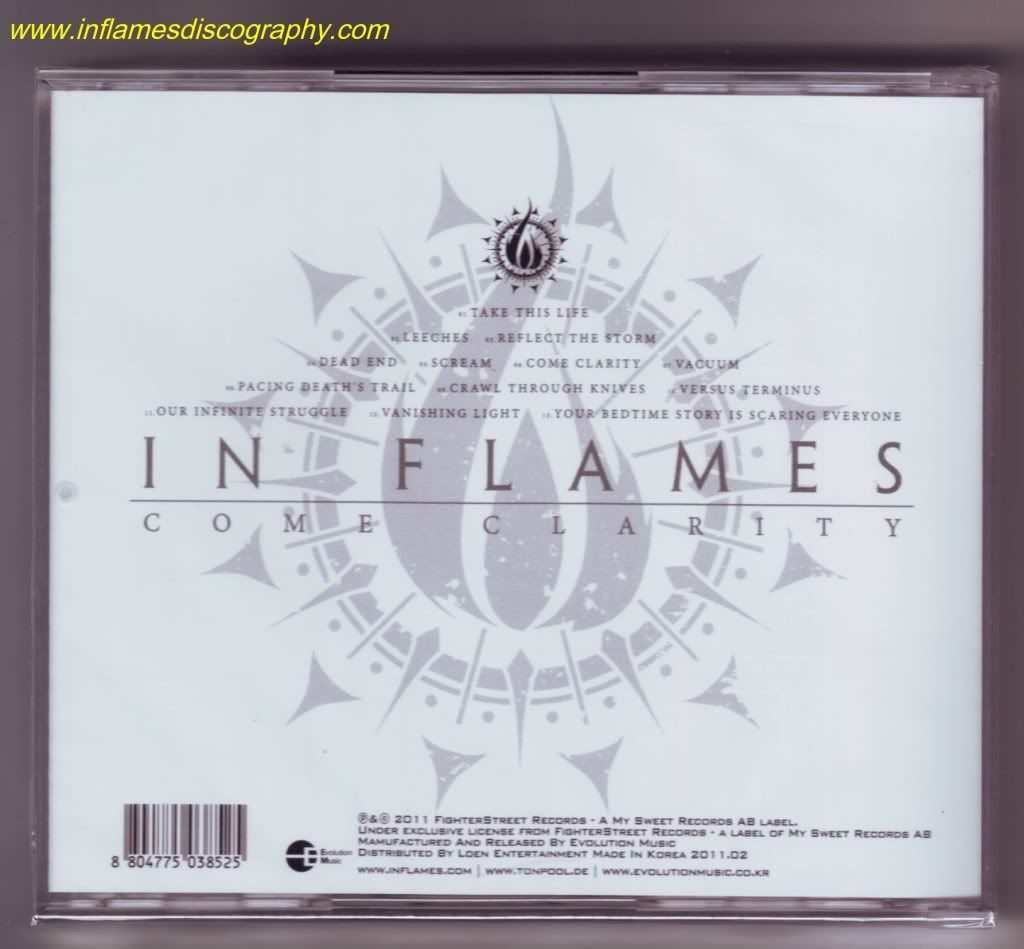 www.inflamesdiscography.com
01. TAKE THIS LIFE
02. LEECHES 03. REFLECT THE STORM
04. DEAD END 05. SCREAM 06. COME CLARITY 07. VACUUM
08. PACING DEATH'S TRAIL 09. CRAWL THROUGH KNIVES 10. VERSUS TERMINUS
11. OUR INFINITE STRUGGLE 12. VANISHING LIGHT 13. YOUR BEDTIME STORY IS SCARING EVERYONE
IN FLAMES
COME CLARITY
℗&© 2011 FIGHTERSTREET RECORDS - A MY SWEET RECORDS AB LABEL.
UNDER EXCLUSIVE LICENSE FROM FIGHTERSTREET RECORDS - A LABEL OF MY SWEET RECORDS AB
MAMUFACTURED AND RELEASED BY EVOLUTION MUSIC
DISTRIBUTED BY LOEN ENTERTAINMENT MADE IN KOREA 2011.02
WWW.INFLAMES.COM | WWW.TONPOOL.DE | WWW.EVOLUTIONMUSIC.CO.KR
Evolution
Music
8 804775 038525